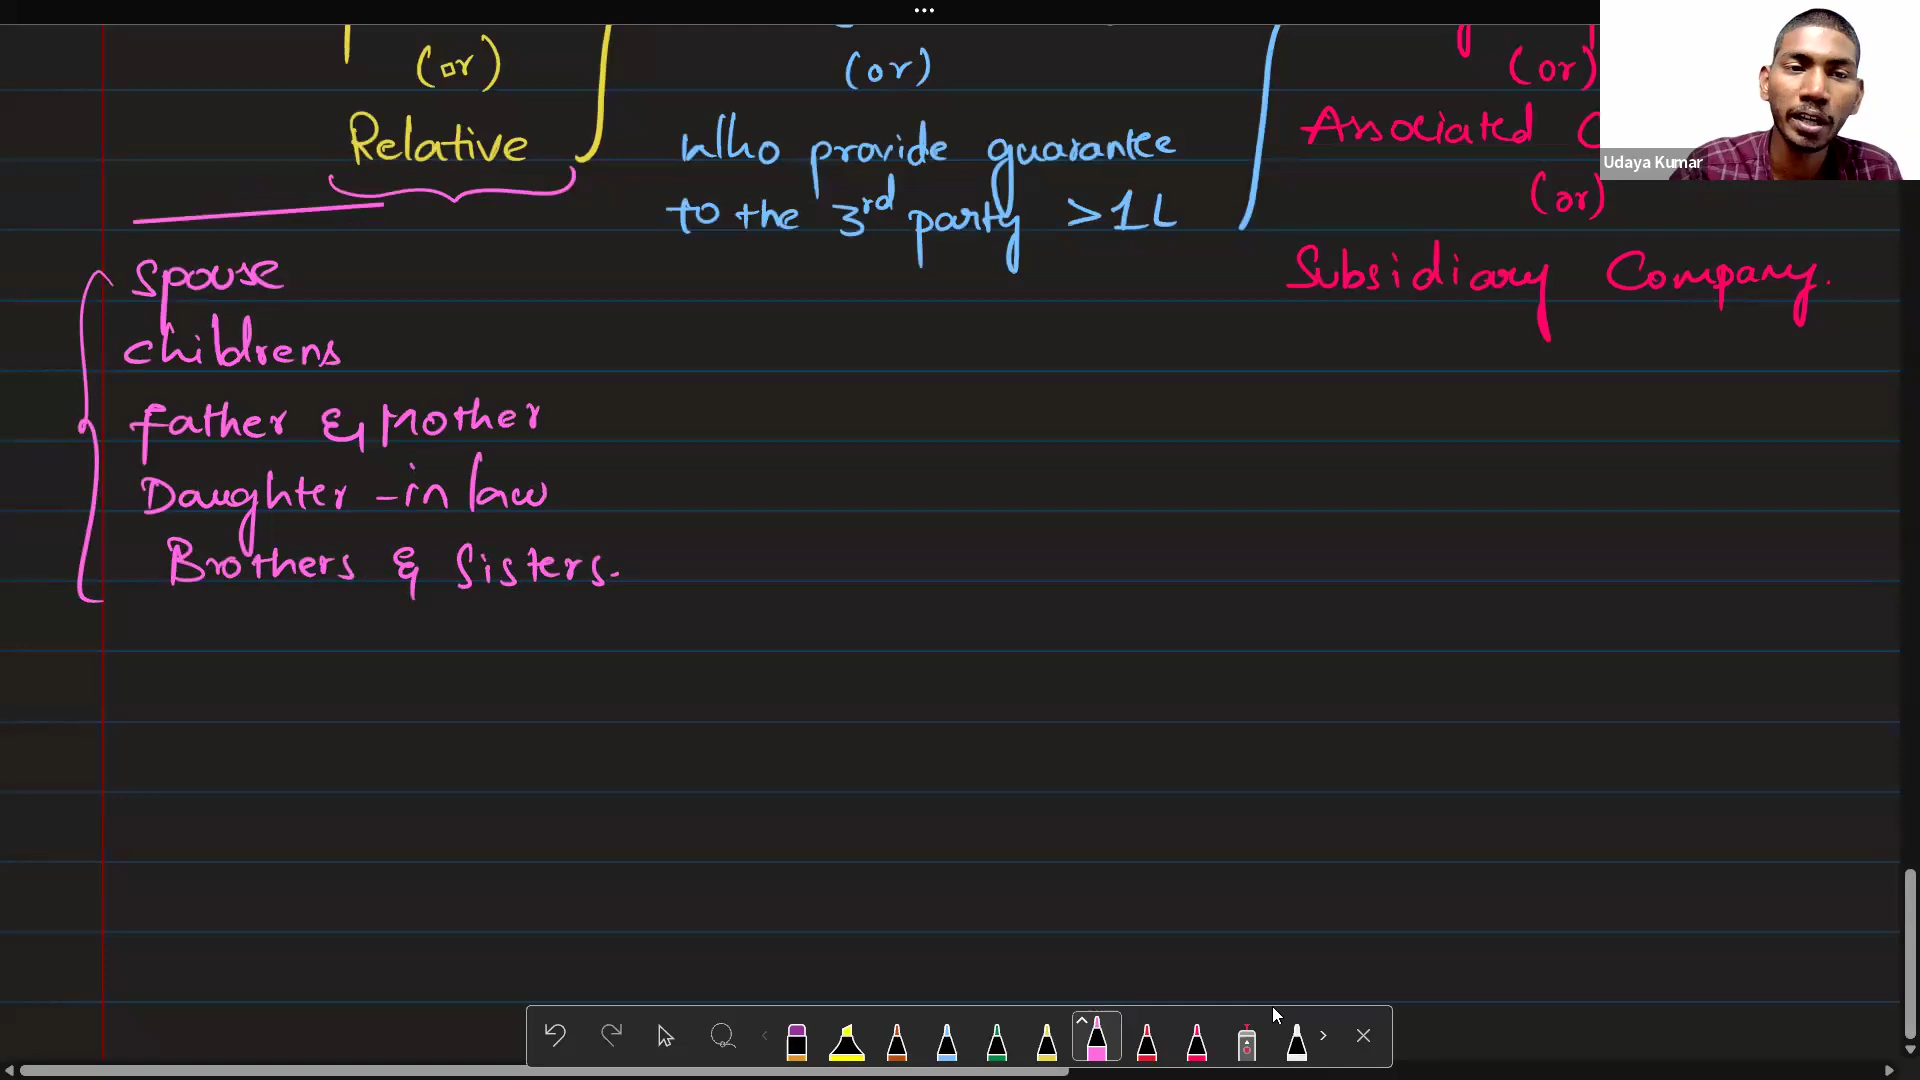 (or)
Relative
Spouse
childrens
father & Mother
Daughter -in law
Brothers & Sisters.
(or)
who provide guarantee
to the 3rd party >1L
(or)
Associated
(or)
Subsidiary Company.
Udaya Kumar